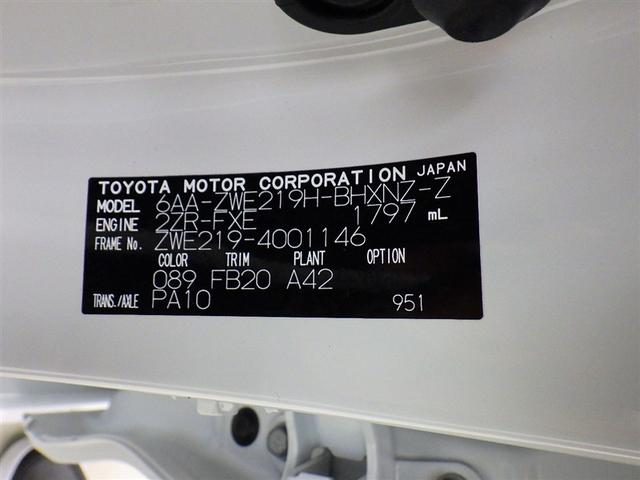 TOYOTA MOTOR CORPORATION JAPAN
MODEL 6AA-ZWE219H-BHXNZ-Z
ENGINE 2ZR-FXE 1797 mL
FRAME No. ZWE219-4001146
COLOR TRIM PLANT OPTION
089 FB20 A42
TRANS./AXLE PA10 951